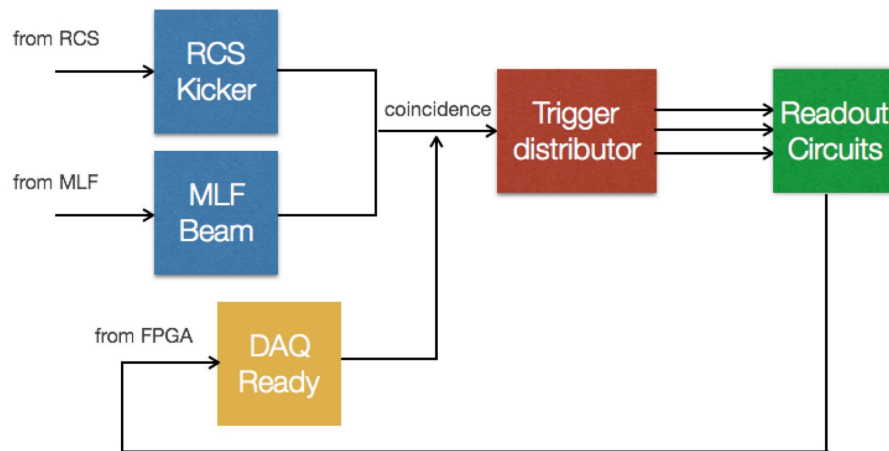 from RCS
RCS
Kicker
coincidence
Trigger
distributor
Readout
Circuits
from MLF
MLF
Beam
from FPGA
DAQ
Ready